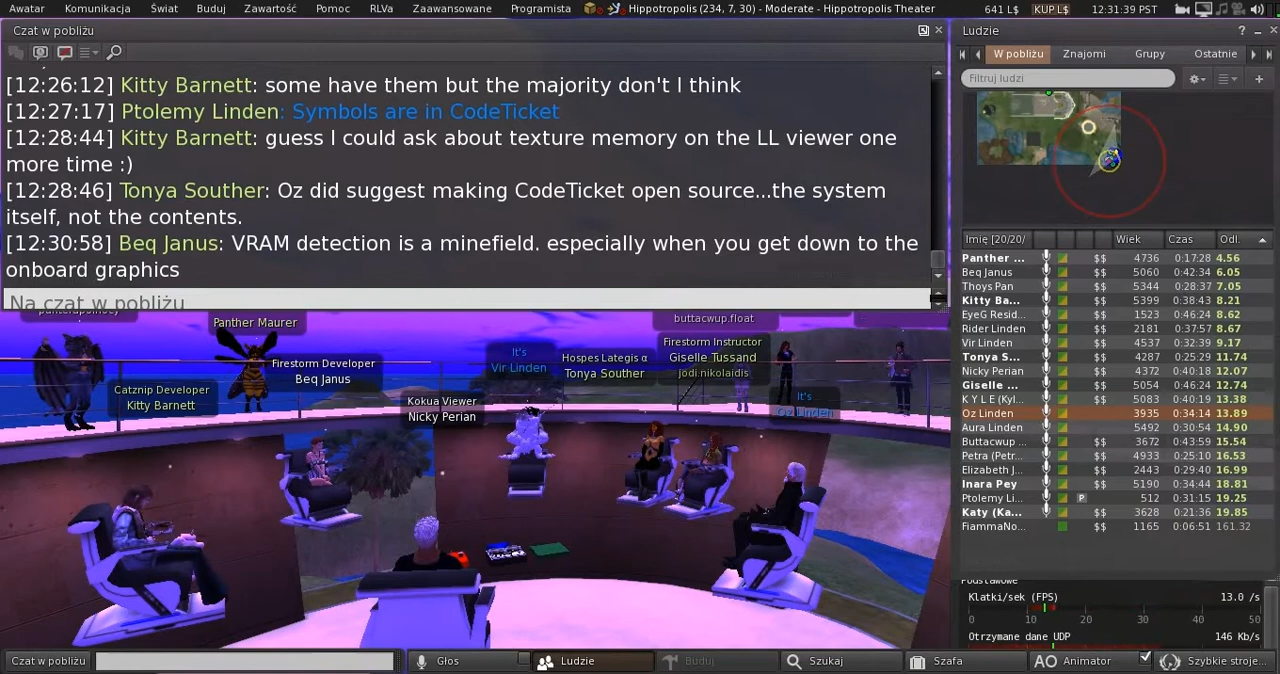 Awatar Komunikacja Świat Buduj Zawartość Pomoc RLVa Zaawansowane Programista Hippotropolis (234, 7, 30) - Moderate - Hippotropolis Theater 641 L$ KUP L$ 12:31:39 PST
Czat w pobliżu
[12:26:12] Kitty Barnett: some have them but the majority don't I think
[12:27:17] Ptolemy Linden: Symbols are in CodeTicket
[12:28:44] Kitty Barnett: guess I could ask about texture memory on the LL viewer one
more time :)
[12:28:46] Tonya Souther: Oz did suggest making CodeTicket open source...the system
itself, not the contents.
[12:30:58] Beq Janus: VRAM detection is a minefield. especially when you get down to the
onboard graphics
Na czat w pobliżu
Panther Maurer
buttacwup.float
Firestorm Developer
Beq Janus
Catznip Developer
Kitty Barnett
It's
Vir Linden
Hospes Lategis α
Tonya Souther
Firestorm Instructor
Giselle Tussand
jodi nikolaidis
Kokua Viewer
Nicky Perian
It's
Oz Linden
Ludzie ?
W pobliżu Znajomi Grupy Ostatnie
Filtruj ludzi
Imię [20/20/ Wiek Czas Odl.
Panther ... $$ 4736 0:17:28 4.56
Beq Janus $$ 5060 0:42:34 6.05
Thoys Pan $$ 5344 0:28:37 7.05
Kitty Ba... $$ 5399 0:38:43 8.21
EyeG Resid... $$ 1523 0:46:24 8.62
Rider Linden $$ 2181 0:37:57 8.67
Vir Linden $$ 4537 0:32:39 9.17
Tonya S... $$ 4287 0:25:29 11.74
Nicky Perian $$ 4372 0:40:18 12.07
Giselle ... $$ 5054 0:46:24 12.74
K Y L E (Kyl... $$ 5083 0:40:19 13.38
Oz Linden 3935 0:34:14 13.89
Aura Linden 5492 0:30:54 14.90
Buttacwup ... $$ 3672 0:43:59 15.54
Petra (Petr... $$ 4933 0:25:10 16.53
Elizabeth J... $$ 2443 0:29:40 16.99
Inara Pey $$ 5190 0:34:44 18.81
Ptolemy Li... P 512 0:31:15 19.25
Katy (Ka... $$ 3628 0:21:36 19.85
FiammaNo... $$ 1165 0:06:51 161.32
Podstawowe
Klatki/sek (FPS) 13.0 /s
0 10 20 30 40 50
Otrzymane dane UDP 146 Kb/s
Czat w pobliżu Głos Ludzie Buduj Szukaj Szafa AO Animator Szybkie stroje...